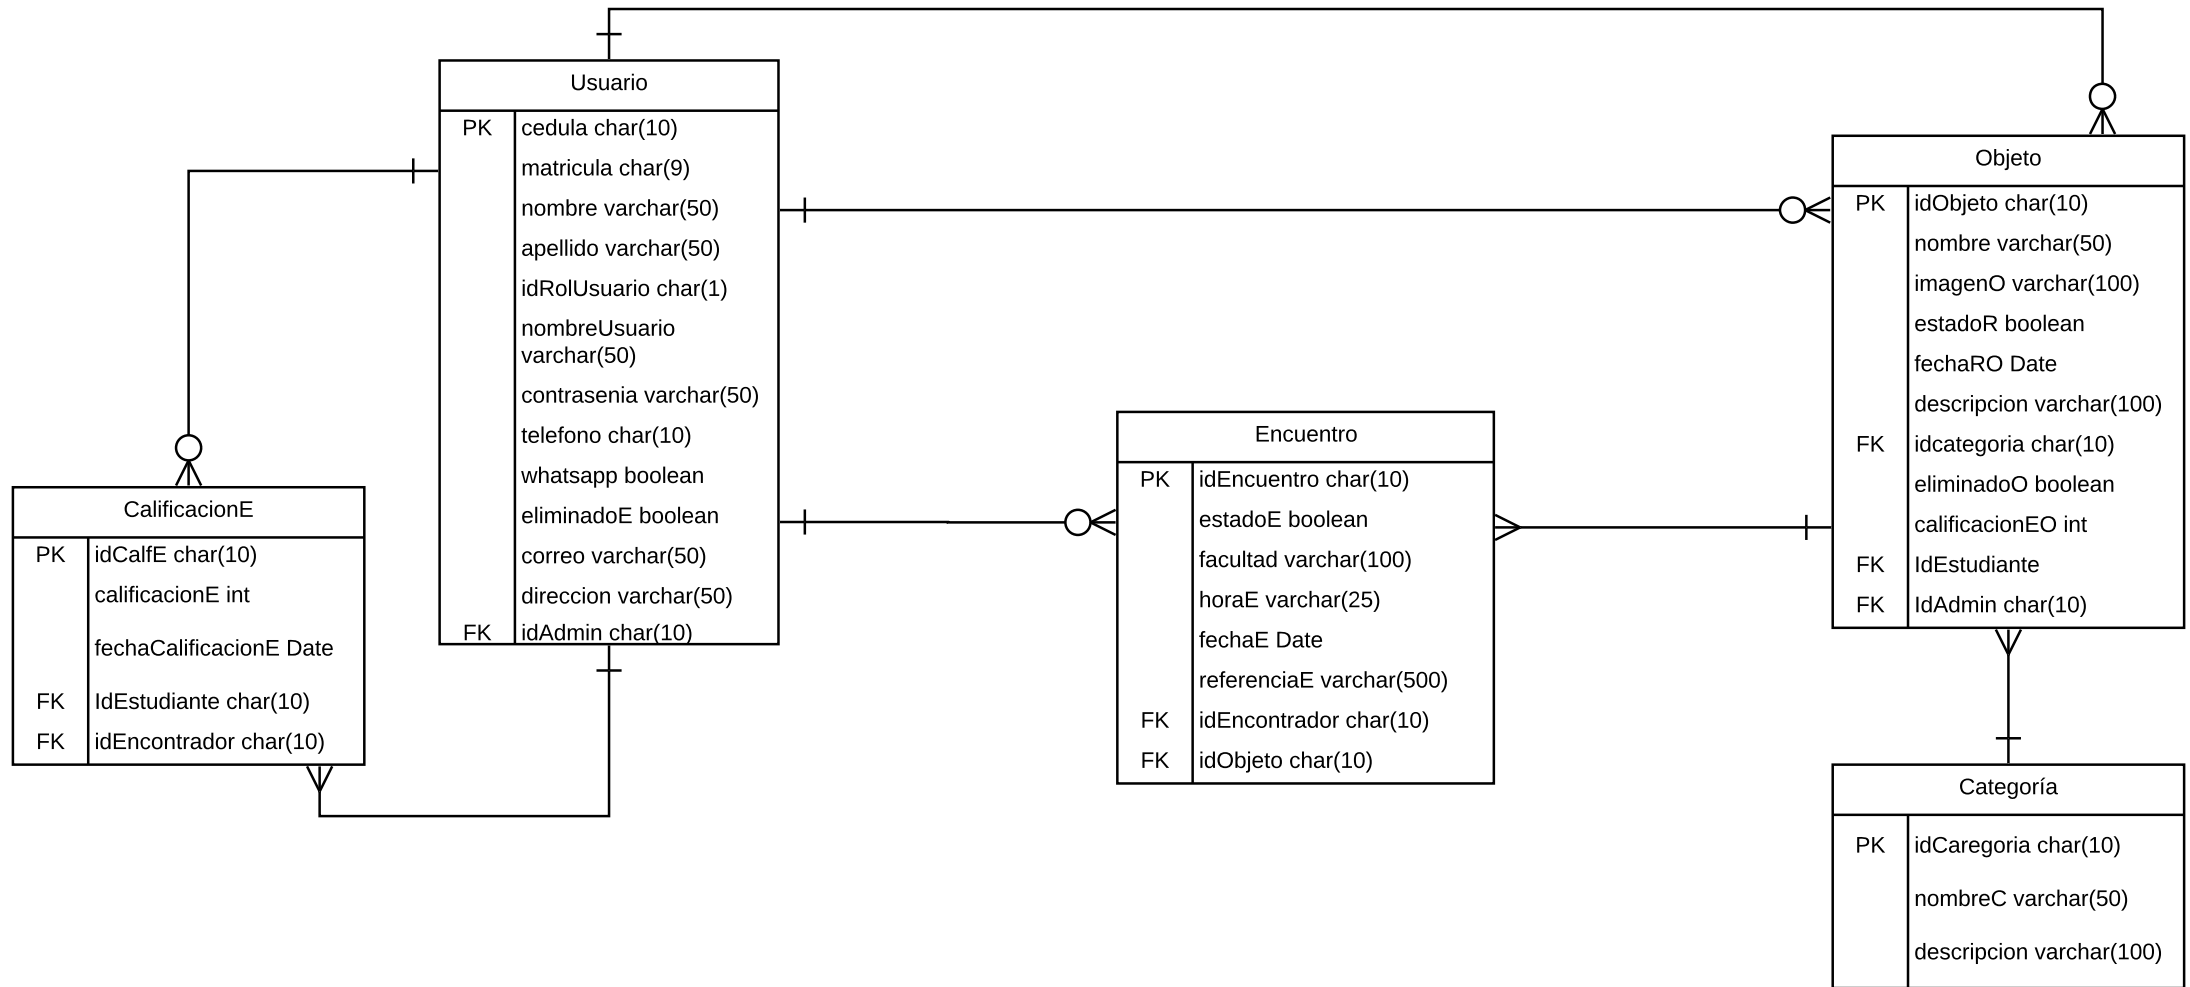 Usuario
PK cedula char(10)
matricula char(9)
nombre varchar(50)
apellido varchar(50)
idRolUsuario char(1)
nombreUsuario
varchar(50)
contrasenia varchar(50)
telefono char(10)
whatsapp boolean
eliminadoE boolean
correo varchar(50)
direccion varchar(50)
FK idAdmin char(10)
Objeto
PK idObjeto char(10)
nombre varchar(50)
imagenO varchar(100)
estadoR boolean
fechaRO Date
descripcion varchar(100)
FK idcategoria char(10)
eliminadoO boolean
calificacionEO int
FK IdEstudiante
FK IdAdmin char(10)
Encuentro
PK idEncuentro char(10)
estadoE boolean
facultad varchar(100)
horaE varchar(25)
fechaE Date
referenciaE varchar(500)
FK idEncontrador char(10)
FK idObjeto char(10)
CalificacionE
PK idCalfE char(10)
calificacionE int
fechaCalificacionE Date
FK IdEstudiante char(10)
FK idEncontrador char(10)
Categoría
PK idCaregoria char(10)
nombreC varchar(50)
descripcion varchar(100)